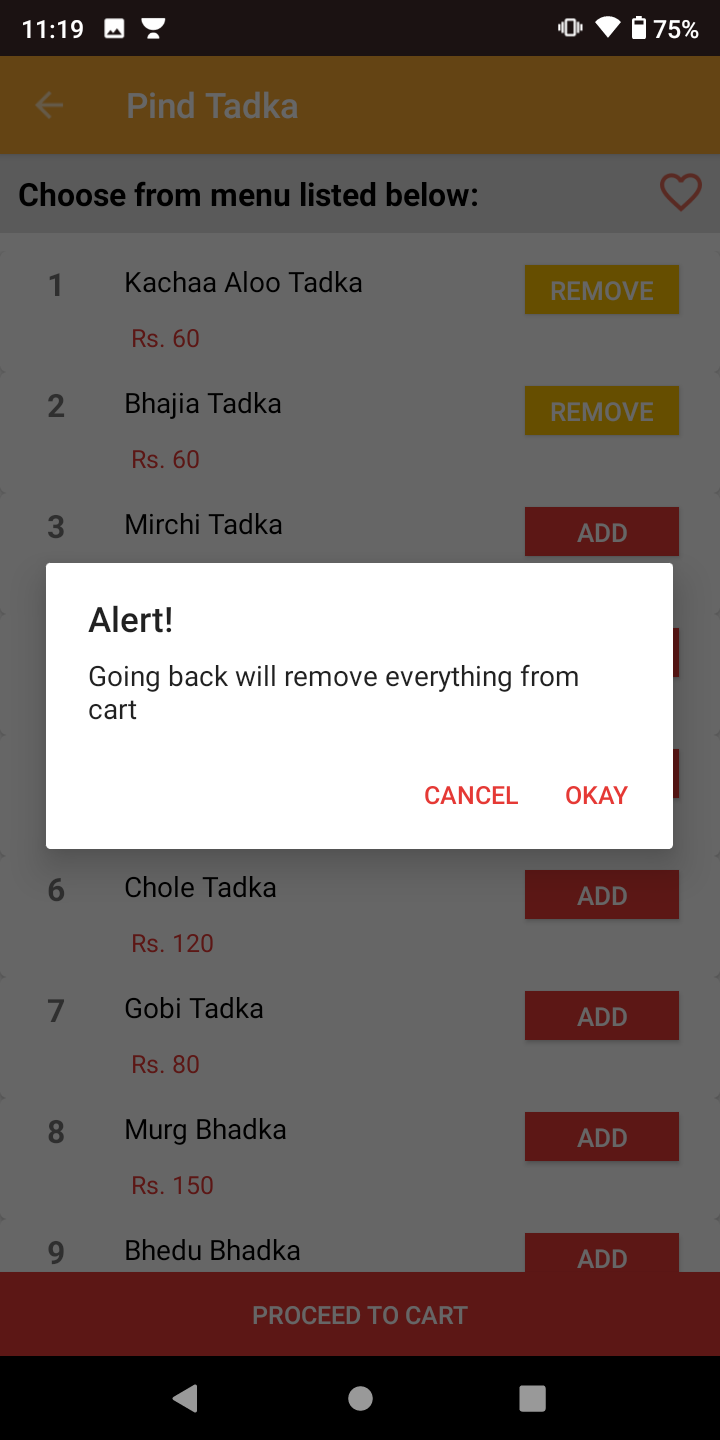 11:19
75%
Pind Tadka
Choose from menu listed below:
1 Kachaa Aloo Tadka REMOVE
Rs. 60
2 Bhajia Tadka REMOVE
Rs. 60
3 Mirchi Tadka ADD
Alert!
Going back will remove everything from
cart
CANCEL OKAY
6 Chole Tadka ADD
Rs. 120
7 Gobi Tadka ADD
Rs. 80
8 Murg Bhadka ADD
Rs. 150
9 Bhedu Bhadka ADD
PROCEED TO CART